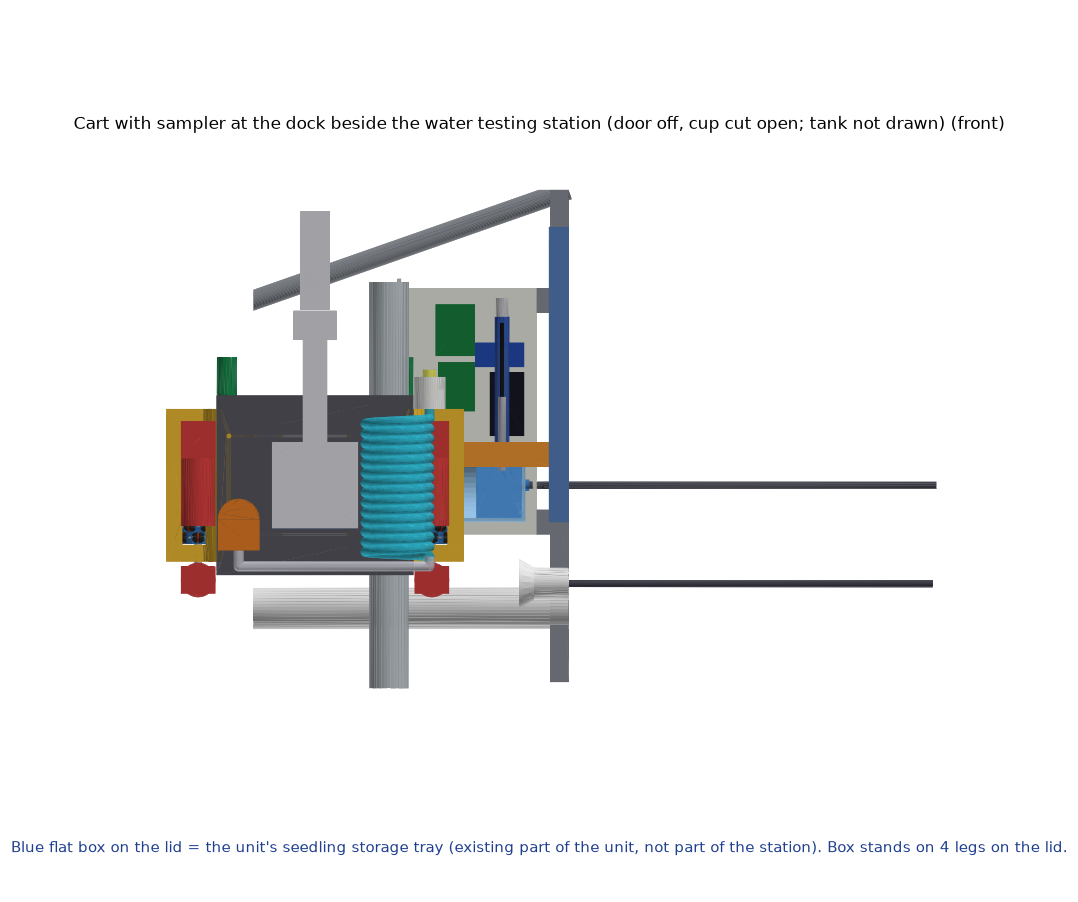 Cart with sampler at the dock beside the water testing station (door off, cup cut open; tank not drawn) (front)
Blue flat box on the lid = the unit's seedling storage tray (existing part of the unit, not part of the station). Box stands on 4 legs on the lid.